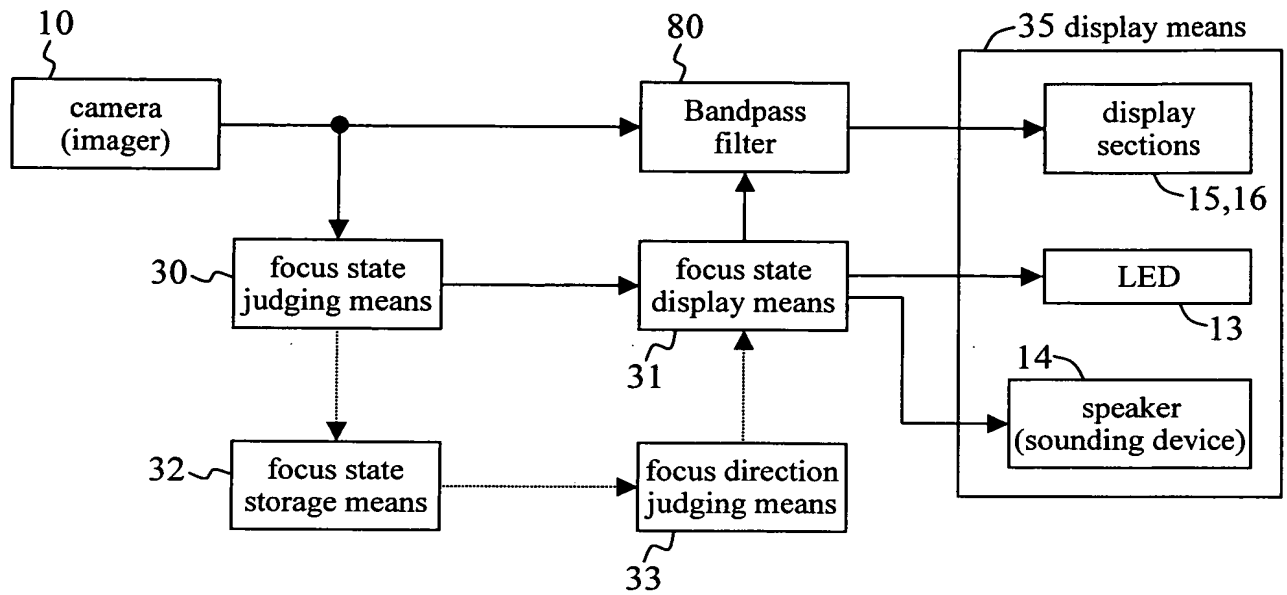 10
80
35 display means
camera
(imager)
Bandpass
filter
display
sections
15,16
30
focus state
judging means
focus state
display means
31
LED
13
14
speaker
(sounding device)
32
focus state
storage means
focus direction
judging means
33